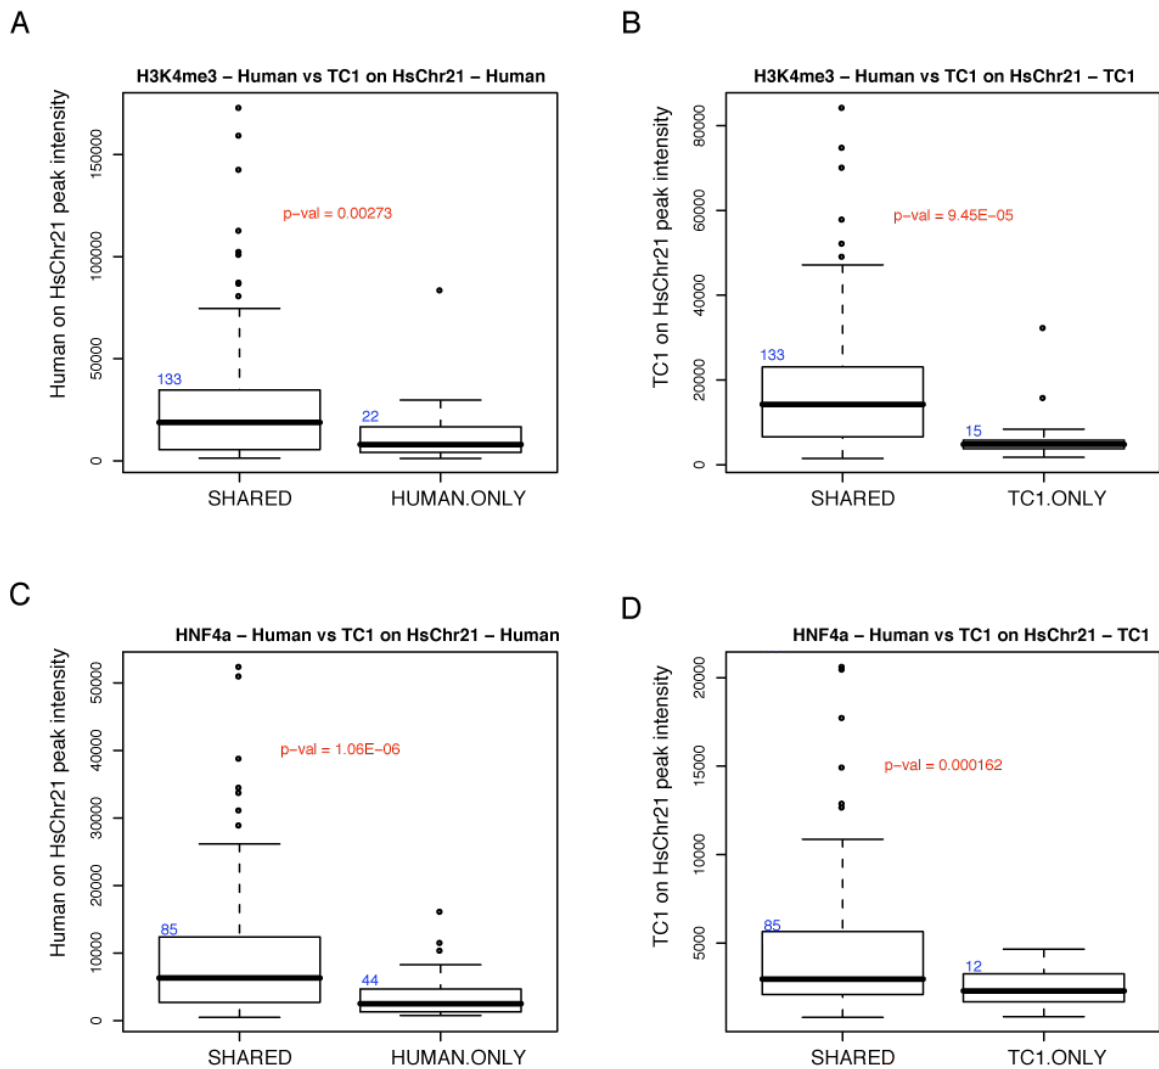 A
H3K4me3 – Human vs TC1 on HsChr21 – Human
Human on HsChr21 peak intensity
150000
100000
50000
0
p–val = 0.00273
133
22
SHARED
HUMAN.ONLY
B
H3K4me3 – Human vs TC1 on HsChr21 – TC1
TC1 on HsChr21 peak intensity
80000
60000
40000
20000
0
p–val = 9.45E–05
133
15
SHARED
TC1.ONLY
C
HNF4a – Human vs TC1 on HsChr21 – Human
Human on HsChr21 peak intensity
50000
40000
30000
20000
10000
0
p–val = 1.06E–06
85
44
SHARED
HUMAN.ONLY
D
HNF4a – Human vs TC1 on HsChr21 – TC1
TC1 on HsChr21 peak intensity
20000
15000
10000
5000
p–val = 0.000162
85
12
SHARED
TC1.ONLY